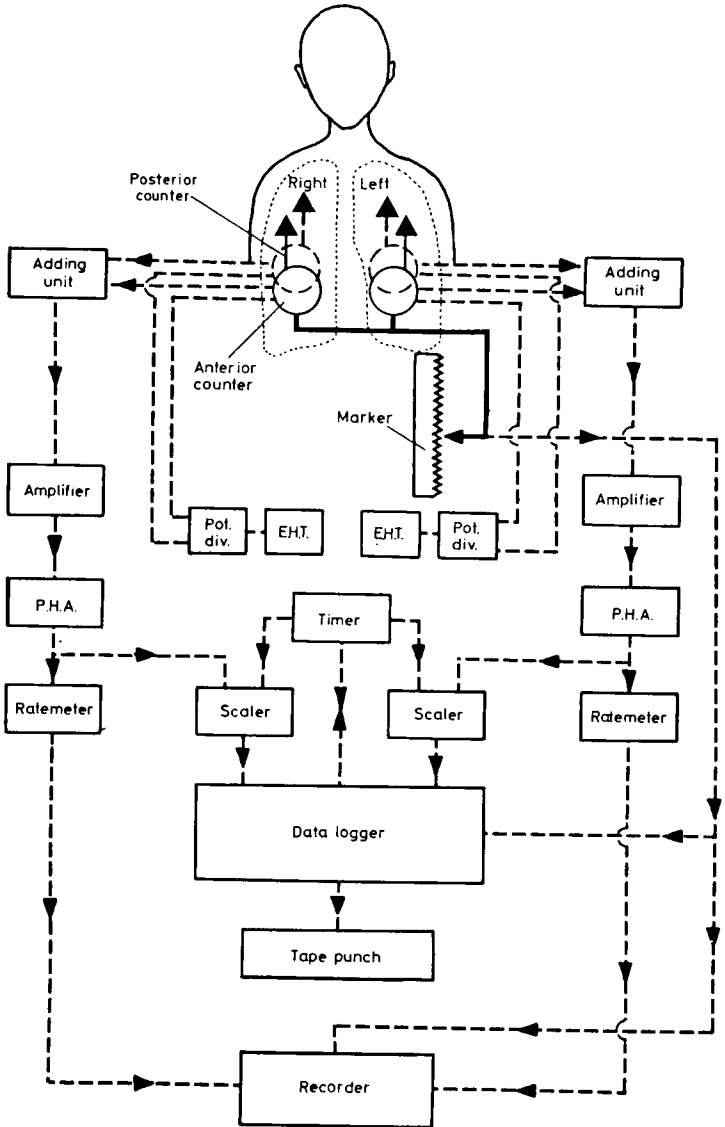 Posterior
counter
Right
Left
Adding
unit
Adding
unit
Anterior
counter
Marker
Amplifier
Amplifier
Pot.
div.
E.H.T.
E.H.T.
Pot.
div.
P.H.A.
P.H.A.
Timer
Ratemeter
Scaler
Scaler
Ratemeter
Data logger
Tape punch
Recorder